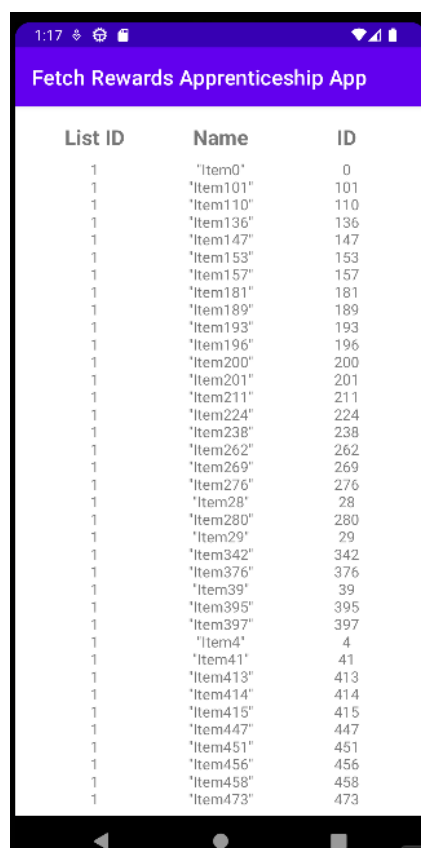 1:17
Fetch Rewards Apprenticeship App
List ID Name ID
1 "Item0" 0
1 "Item101" 101
1 "Item110" 110
1 "Item136" 136
1 "Item147" 147
1 "Item153" 153
1 "Item157" 157
1 "Item181" 181
1 "Item189" 189
1 "Item193" 193
1 "Item196" 196
1 "Item200" 200
1 "Item201" 201
1 "Item211" 211
1 "Item224" 224
1 "Item238" 238
1 "Item262" 262
1 "Item269" 269
1 "Item276" 276
1 "Item28" 28
1 "Item280" 280
1 "Item29" 29
1 "Item342" 342
1 "Item376" 376
1 "Item39" 39
1 "Item395" 395
1 "Item397" 397
1 "Item4" 4
1 "Item41" 41
1 "Item413" 413
1 "Item414" 414
1 "Item415" 415
1 "Item447" 447
1 "Item451" 451
1 "Item456" 456
1 "Item458" 458
1 "Item473" 473